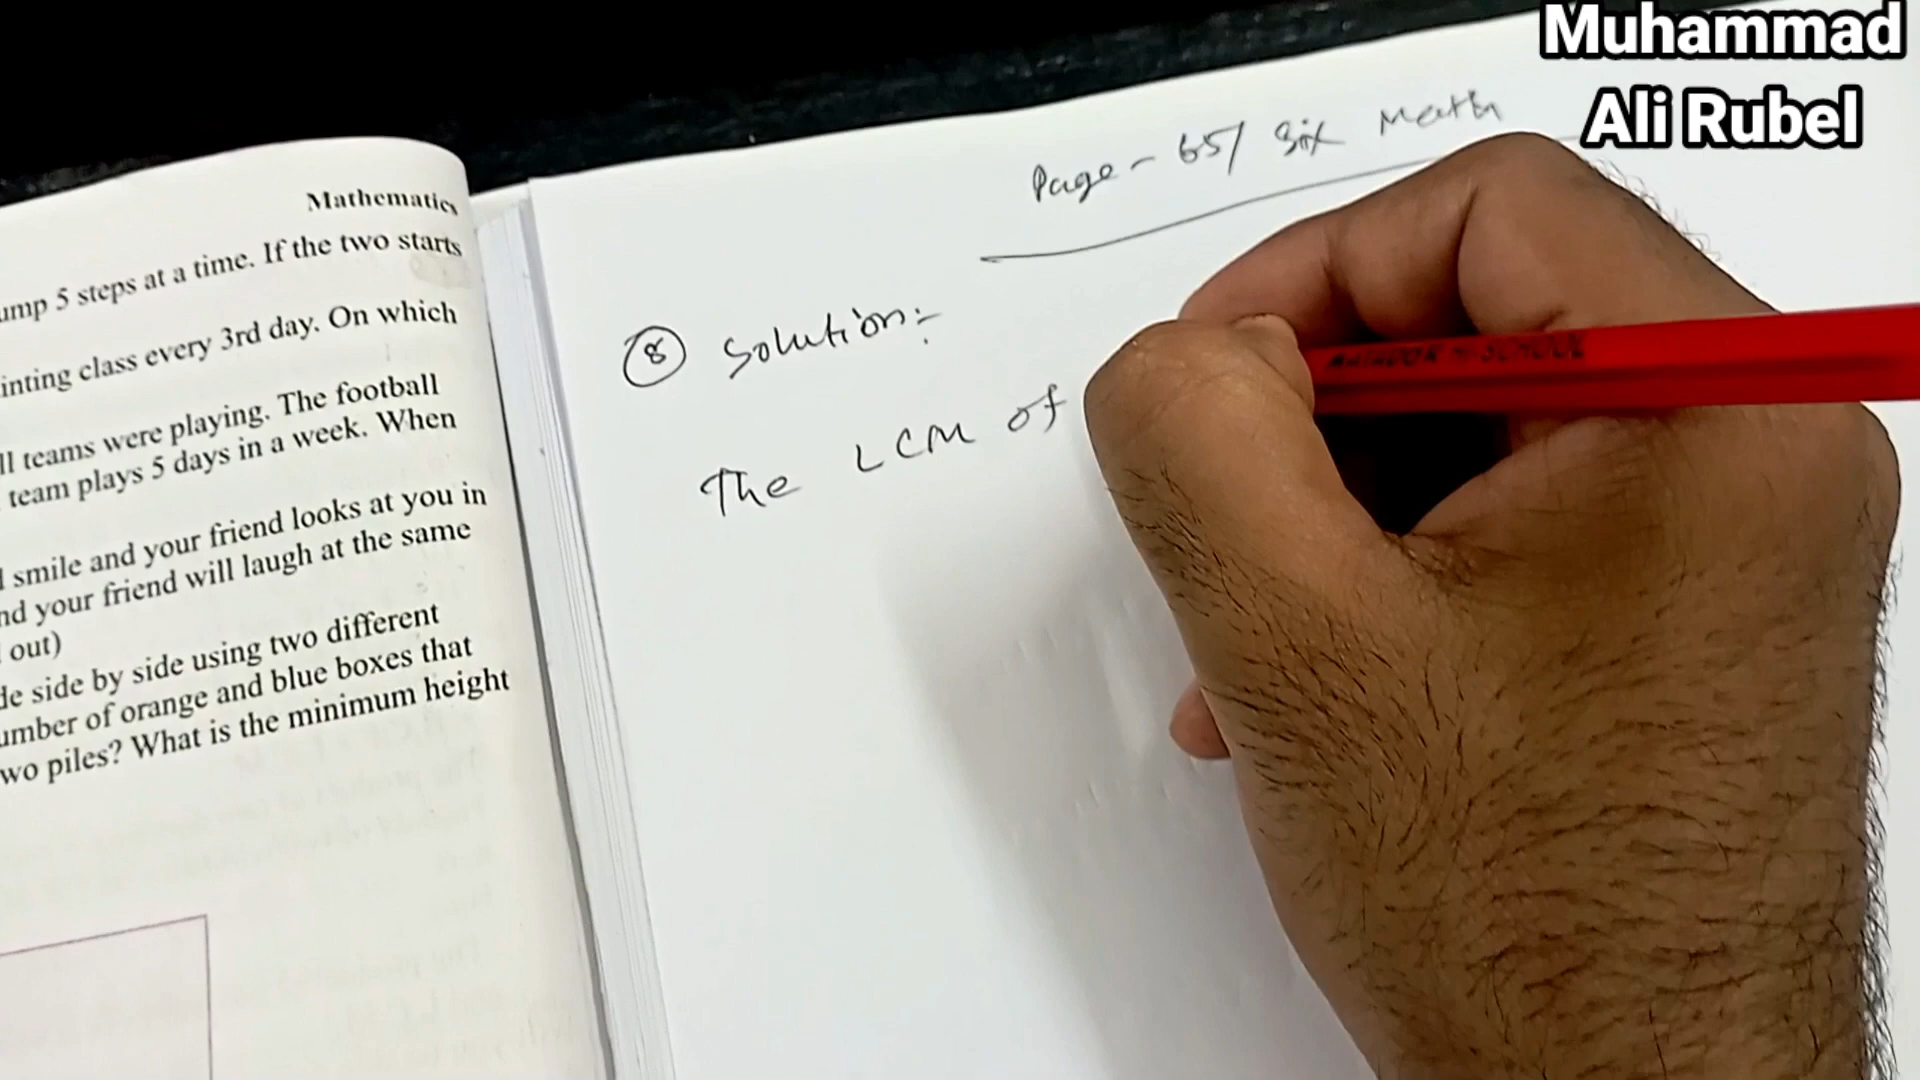 Muhammad
Ali Rubel
Mathematics
ump 5 steps at a time. If the two starts
inting class every 3rd day. On which
ll teams were playing. The football
team plays 5 days in a week. When
smile and your friend looks at you in
nd your friend will laugh at the same
out)
de side by side using two different
umber of orange and blue boxes that
wo piles? What is the minimum height
Page - 65/ Six Math
8 Solution:-
The LCM of